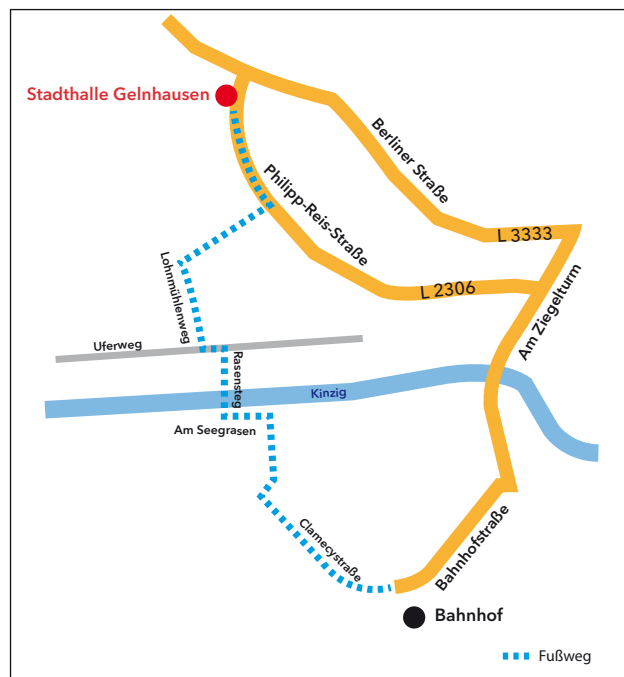 Stadthalle Gelnhausen
Berliner Straße
Philipp-Reis-Straße
L 3333
Lohnmühlenweg
L 2306
Am Ziegelturm
Uferweg
Rasensteg
Kinzig
Am Seegrasen
Clamecystraße
Bahnhofstraße
Bahnhof
Fußweg